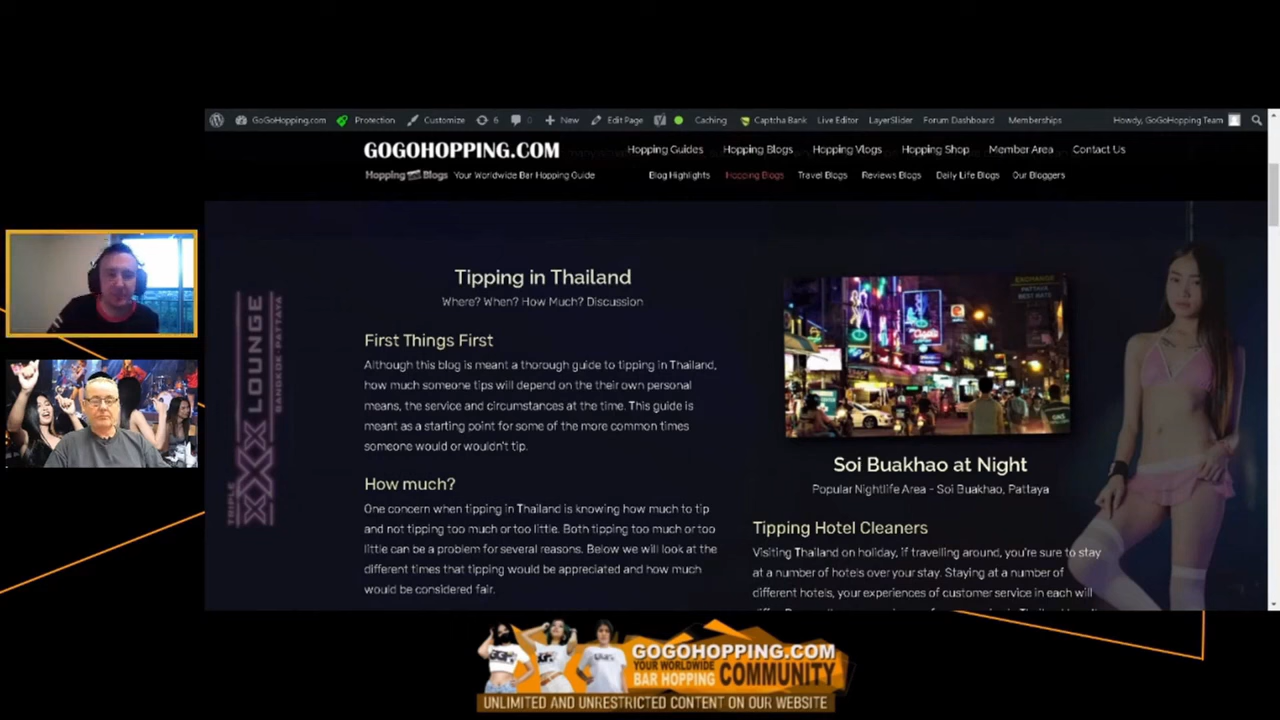 GoGoHopping.com Protection Customize 6 0 New Edit Page Caching Captcha Bank Live Editor LayerSlider Forum Dashboard Memberships Howdy, GoGoHopping Team
GOGOHOPPING.COM Hopping Guides Hopping Blogs Hopping Vlogs Hopping Shop Member Area Contact Us
Hopping Blogs Your Worldwide Bar Hopping Guide Blog Highlights Hopping Blogs Travel Blogs Reviews Blogs Daily Life Blogs Our Bloggers
TRIPLE XXX LOUNGE
BANGKOK PATTAYA
Tipping in Thailand
Where? When? How Much? Discussion
First Things First
Although this blog is meant a thorough guide to tipping in Thailand,
how much someone tips will depend on the their own personal
means, the service and circumstances at the time. This guide is
meant as a starting point for some of the more common times
someone would or wouldn't tip.
How much?
One concern when tipping in Thailand is knowing how much to tip
and not tipping too much or too little. Both tipping too much or too
little can be a problem for several reasons. Below we will look at the
different times that tipping would be appreciated and how much
would be considered fair.
EXCHANGE
PATTAYA
BEST RATE
Soi Buakhao at Night
Popular Nightlife Area - Soi Buakhao, Pattaya
Tipping Hotel Cleaners
Visiting Thailand on holiday, if travelling around, you're sure to stay
at a number of hotels over your stay. Staying at a number of
different hotels, your experiences of customer service in each will
GOGOHOPPING.COM
YOUR WORLDWIDE
BAR HOPPING
COMMUNITY
UNLIMITED AND UNRESTRICTED CONTENT ON OUR WEBSITE